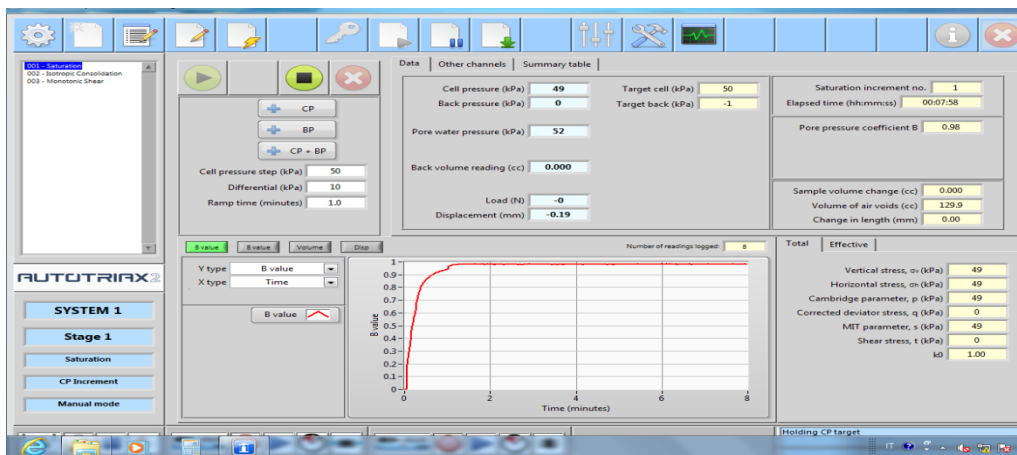 001 - Saturation
002 - Isotropic Consolidation
003 - Monotonic Shear
AUTOTRIAX2
SYSTEM 1
Stage 1
Saturation
CP Increment
Manual mode
CP
BP
CP + BP
Cell pressure step (kPa) 50
Differential (kPa) 10
Ramp time (minutes) 1.0
Data Other channels Summary table
Cell pressure (kPa) 49 Target cell (kPa) 50
Back pressure (kPa) 0 Target back (kPa) -1
Pore water pressure (kPa) 52
Back volume reading (cc) 0.000
Load (N) -0
Displacement (mm) -0.19
Saturation increment no. 1
Elapsed time (hh:mm:ss) 00:07:58
Pore pressure coefficient B 0.98
Sample volume change (cc) 0.000
Volume of air voids (cc) 129.9
Change in length (mm) 0.00
B value B value Volume Disp
Number of readings logged: 8
Y type B value
X type Time
B value
B value
1
0.9
0.8
0.7
0.6
0.5
0.4
0.3
0.2
0.1
0
0 2 4 6 8
Time (minutes)
Total Effective
Vertical stress, σv (kPa) 49
Horizontal stress, σh (kPa) 49
Cambridge parameter, p (kPa) 49
Corrected deviator stress, q (kPa) 0
MIT parameter, s (kPa) 49
Shear stress, t (kPa) 0
k0 1.00
Holding CP target
IT